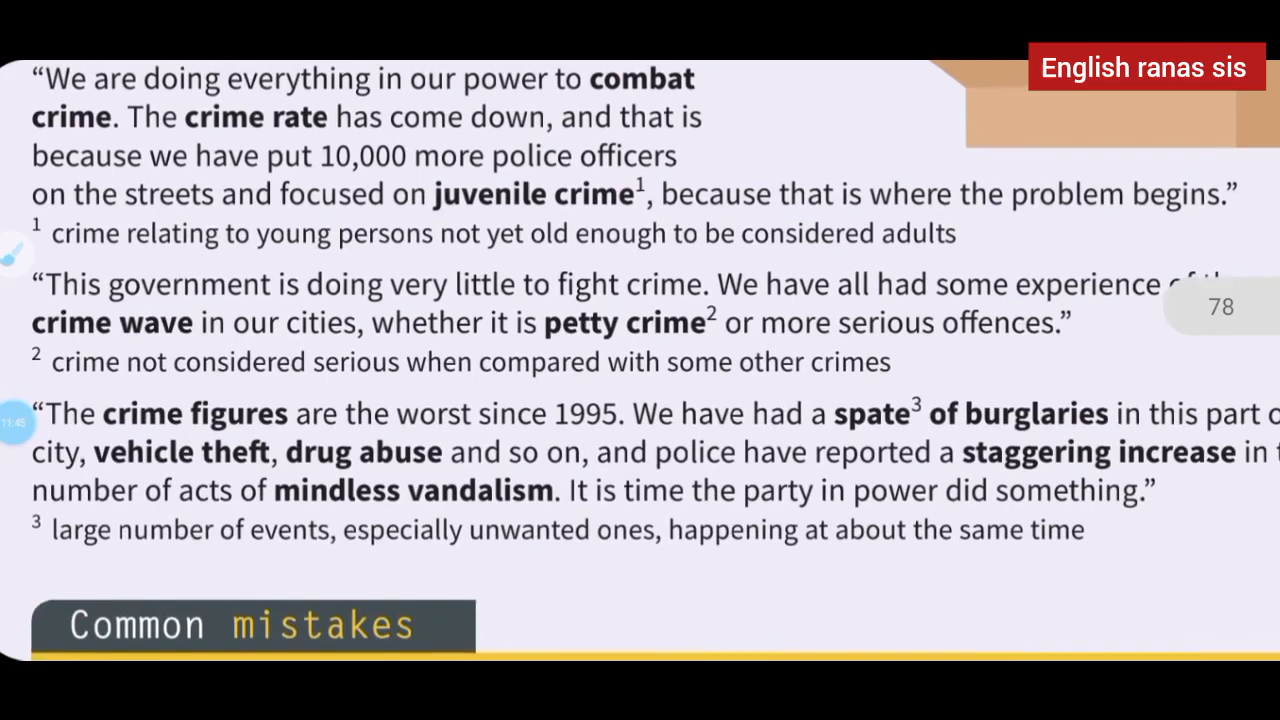 English ranas sis
“We are doing everything in our power to combat
crime. The crime rate has come down, and that is
because we have put 10,000 more police officers
on the streets and focused on juvenile crime1, because that is where the problem begins.”
1 crime relating to young persons not yet old enough to be considered adults
“This government is doing very little to fight crime. We have all had some experience
78
crime wave in our cities, whether it is petty crime2 or more serious offences.”
2 crime not considered serious when compared with some other crimes
11:45
“The crime figures are the worst since 1995. We have had a spate3 of burglaries in this part
city, vehicle theft, drug abuse and so on, and police have reported a staggering increase in
number of acts of mindless vandalism. It is time the party in power did something.”
3 large number of events, especially unwanted ones, happening at about the same time
Common mistakes